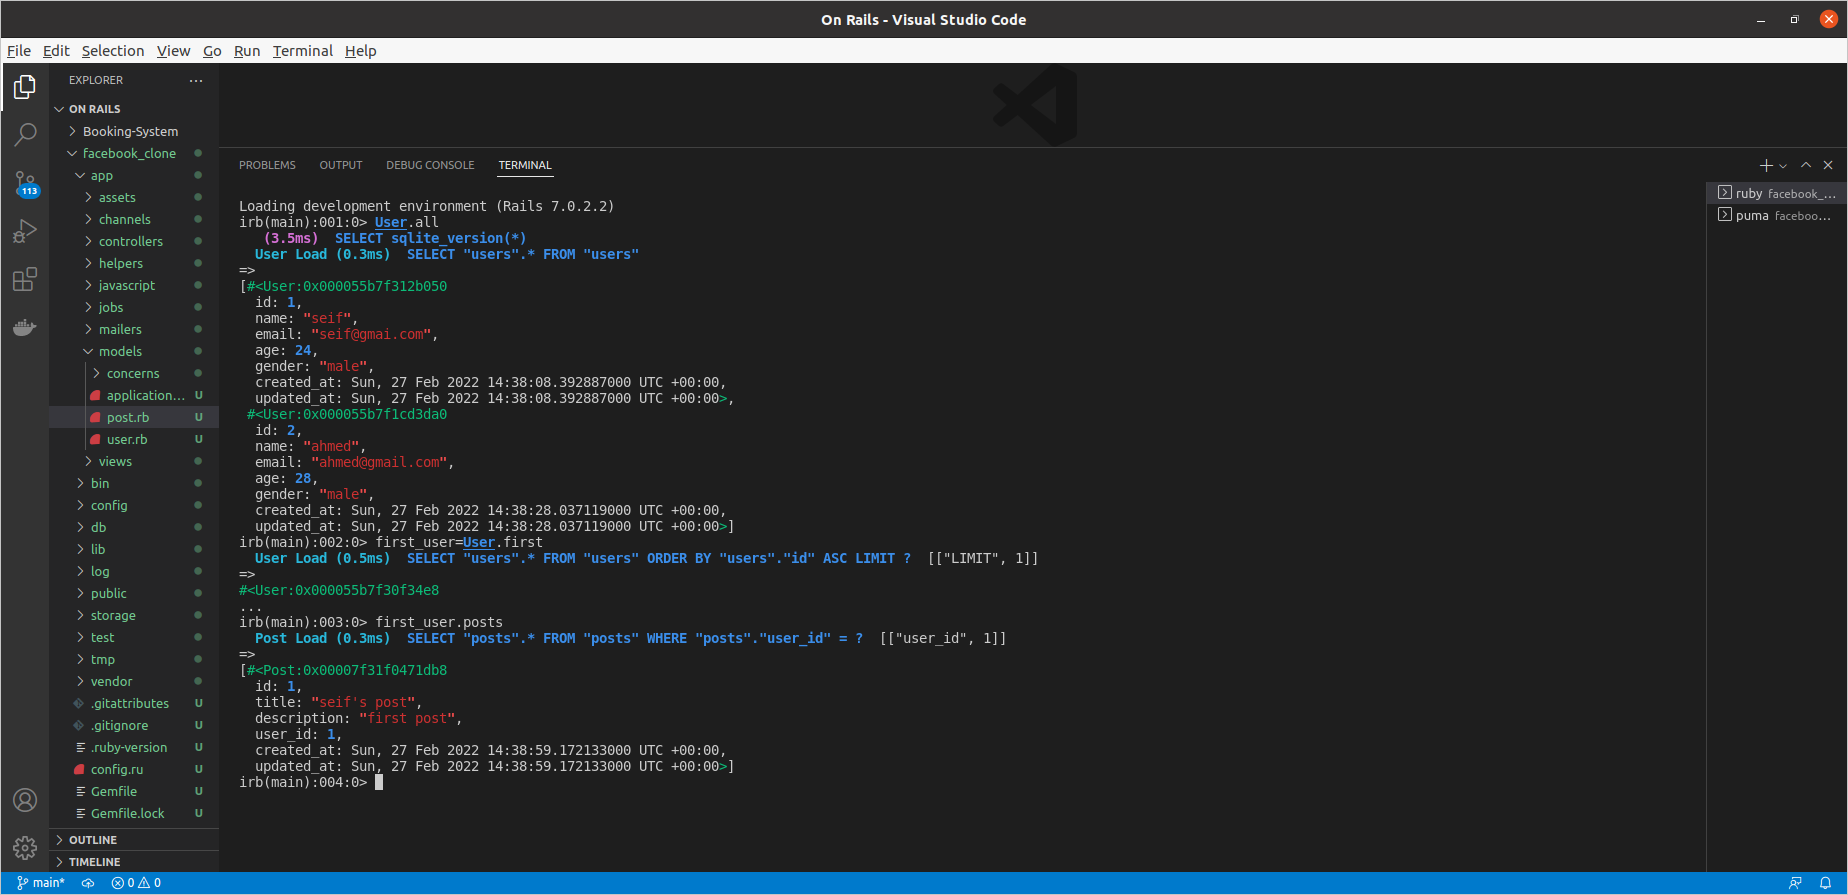 On Rails - Visual Studio Code
File Edit Selection View Go Run Terminal Help
EXPLORER ...
ON RAILS
Booking-System
facebook_clone
app
assets
channels
controllers
helpers
javascript
jobs
mailers
models
concerns
application... U
post.rb U
user.rb U
views
bin
config
db
lib
log
public
storage
test
tmp
vendor
.gitattributes U
.gitignore U
.ruby-version U
config.ru U
Gemfile U
Gemfile.lock U
OUTLINE
TIMELINE
113
PROBLEMS OUTPUT DEBUG CONSOLE TERMINAL
Loading development environment (Rails 7.0.2.2)
irb(main):001:0> User.all
   (3.5ms)  SELECT sqlite_version(*)
  User Load (0.3ms)  SELECT "users".* FROM "users"
=>
[#<User:0x000055b7f312b050
  id: 1,
  name: "seif",
  email: "seif@gmai.com",
  age: 24,
  gender: "male",
  created_at: Sun, 27 Feb 2022 14:38:08.392887000 UTC +00:00,
  updated_at: Sun, 27 Feb 2022 14:38:08.392887000 UTC +00:00>,
 #<User:0x000055b7f1cd3da0
  id: 2,
  name: "ahmed",
  email: "ahmed@gmail.com",
  age: 28,
  gender: "male",
  created_at: Sun, 27 Feb 2022 14:38:28.037119000 UTC +00:00,
  updated_at: Sun, 27 Feb 2022 14:38:28.037119000 UTC +00:00>]
irb(main):002:0> first_user=User.first
  User Load (0.5ms)  SELECT "users".* FROM "users" ORDER BY "users"."id" ASC LIMIT ?  [["LIMIT", 1]]
=>
#<User:0x000055b7f30f34e8
...
irb(main):003:0> first_user.posts
  Post Load (0.3ms)  SELECT "posts".* FROM "posts" WHERE "posts"."user_id" = ?  [["user_id", 1]]
=>
[#<Post:0x00007f31f0471db8
  id: 1,
  title: "seif's post",
  description: "first post",
  user_id: 1,
  created_at: Sun, 27 Feb 2022 14:38:59.172133000 UTC +00:00,
  updated_at: Sun, 27 Feb 2022 14:38:59.172133000 UTC +00:00>]
irb(main):004:0>
ruby facebook_...
puma faceboo...
main* 0 0